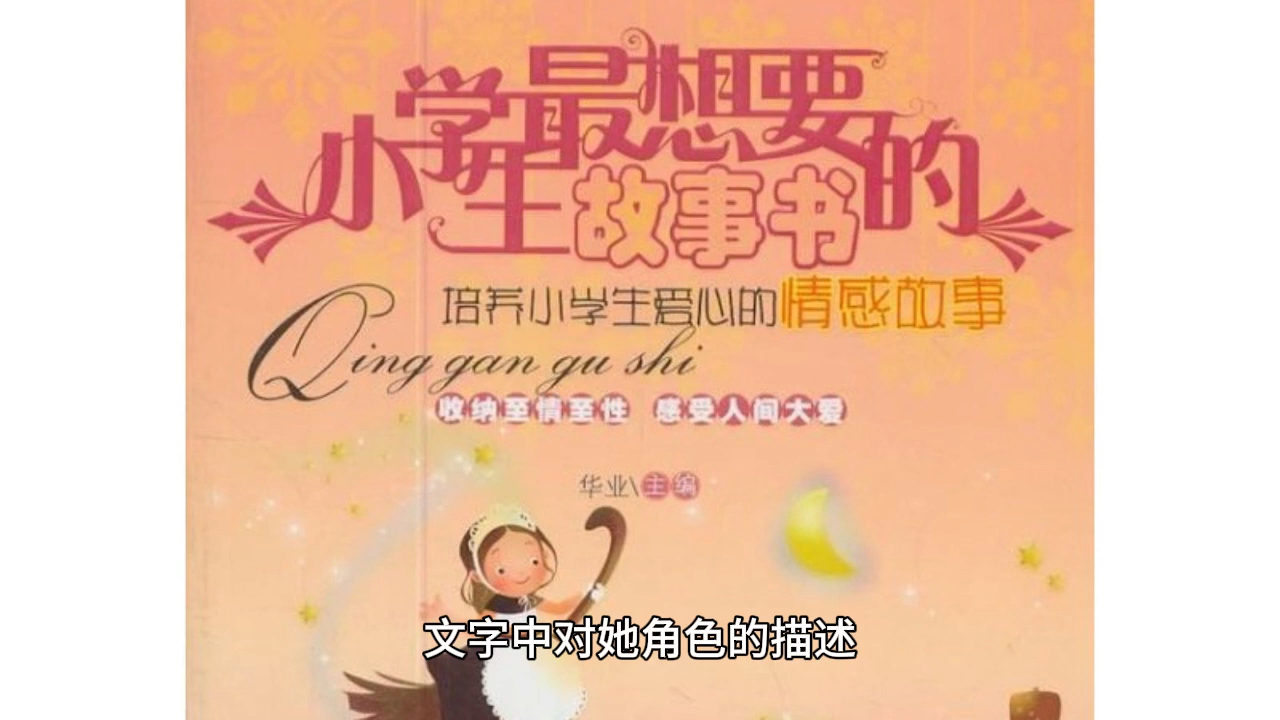 小学生最想要的
故事书
培养小学生爱心的情感故事
Qing gan gu shi
收纳至情至性 感受人间大爱
华业\主编
文字中对她角色的描述